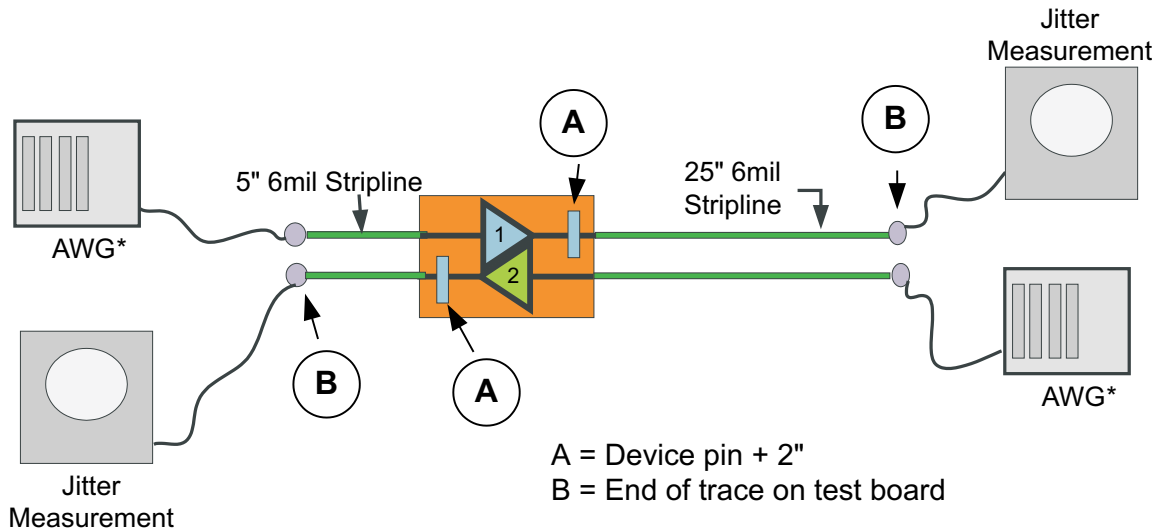 Jitter
Measurement
A
B
5" 6mil Stripline
25" 6mil
Stripline
AWG*
1
2
B
A
AWG*
A = Device pin + 2"
B = End of trace on test board
Jitter
Measurement